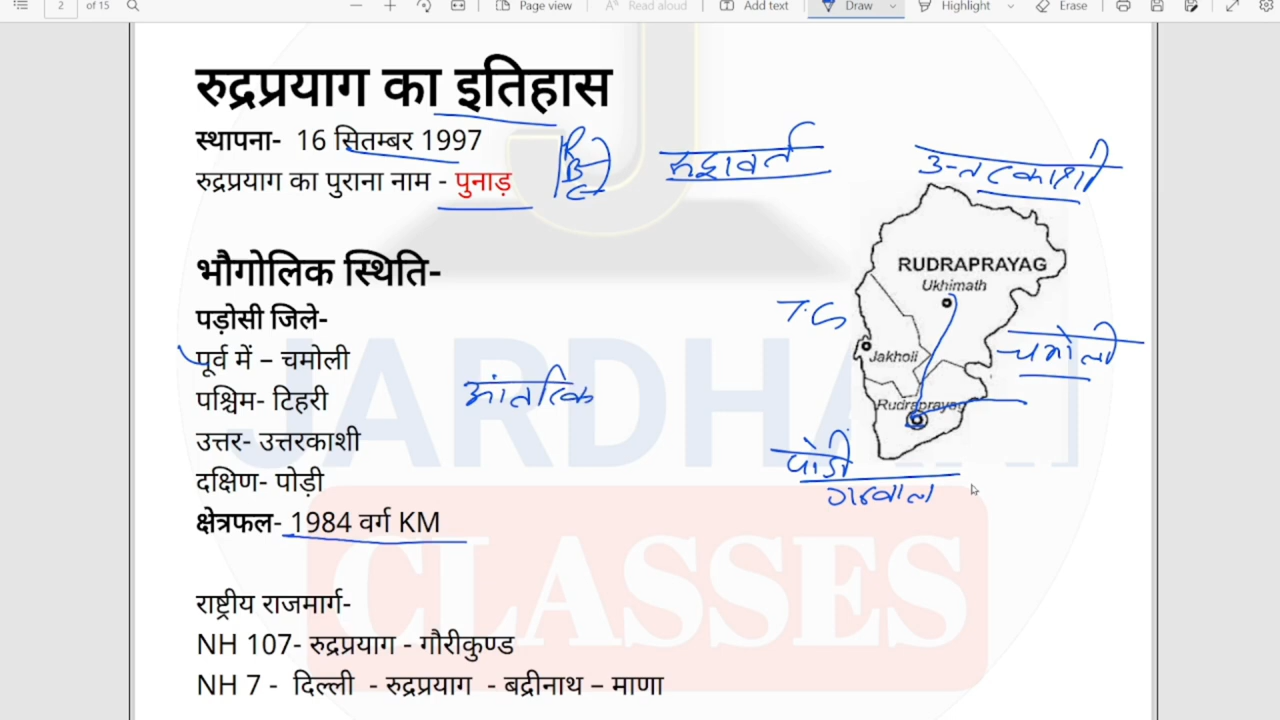 2 of 15 Page view Read aloud Add text Draw Highlight Erase
रुद्रप्रयाग का इतिहास
स्थापना- 16 सितम्बर 1997
रुद्रप्रयाग का पुराना नाम - पुनाड़
रुद्रावर्त
उत्तरकाशी
भौगोलिक स्थिति-
RUDRAPRAYAG
Ukhimath
पड़ोसी जिले-
T.G
पूर्व में – चमोली
Jakholi
चमोली
पश्चिम- टिहरी
आंतरिक
Rudraprayag
उत्तर- उत्तरकाशी
दक्षिण- पोड़ी
पौडी
गढवाल
क्षेत्रफल- 1984 वर्ग KM
राष्ट्रीय राजमार्ग-
NH 107- रुद्रप्रयाग - गौरीकुण्ड
NH 7 - दिल्ली - रुद्रप्रयाग - बद्रीनाथ – माणा
CLASSES